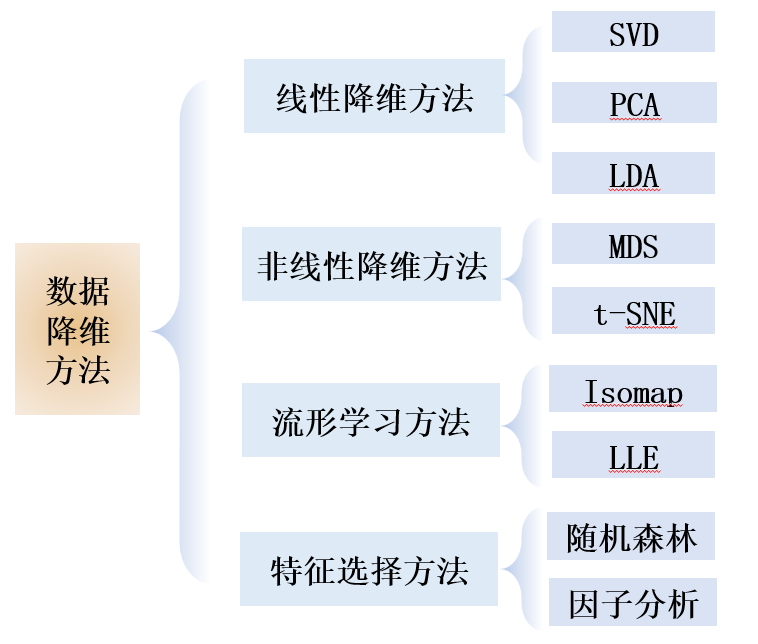 数据
降维
方法
线性降维方法
SVD
PCA
LDA
非线性降维方法
MDS
t-SNE
流形学习方法
Isomap
LLE
特征选择方法
随机森林
因子分析